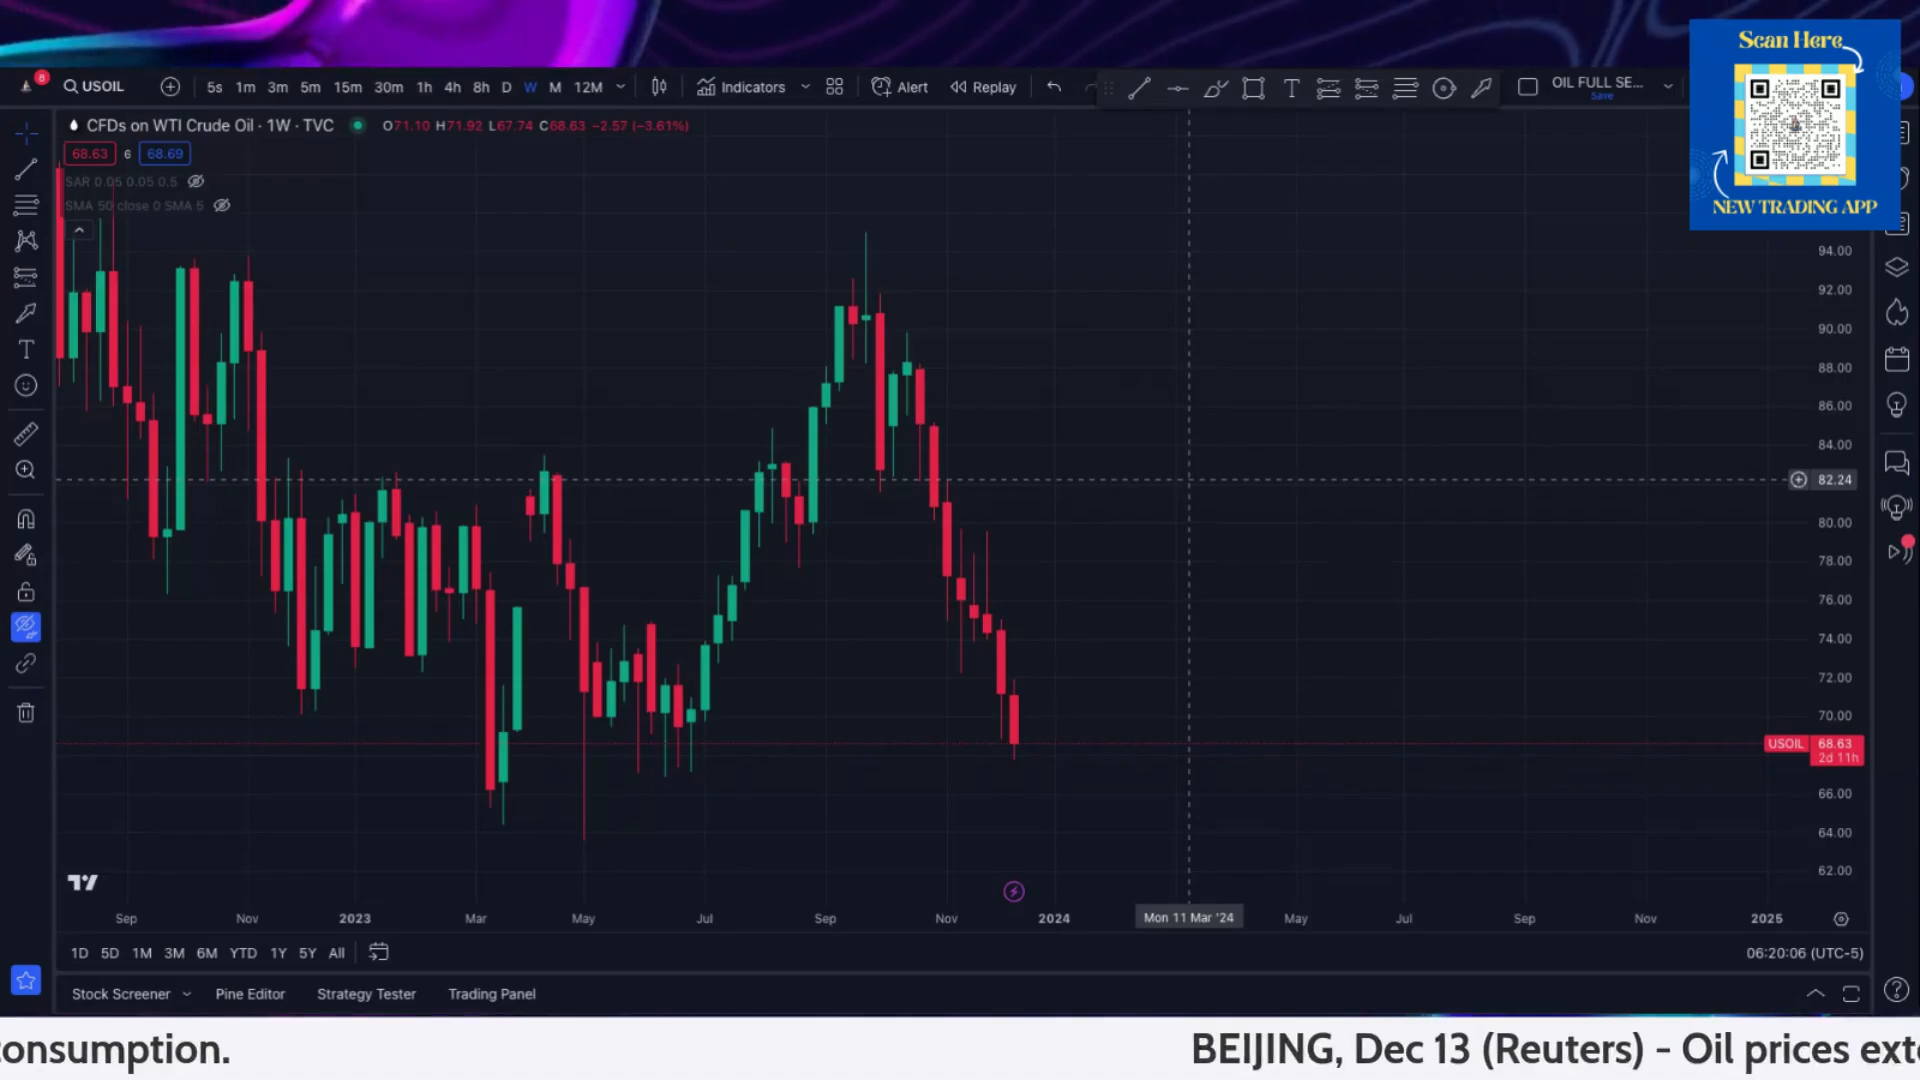 Scan Here
NEW TRADING APP
8
USOIL
5s 1m 3m 5m 15m 30m 1h 4h 8h D W M 12M
Indicators
Alert
Replay
OIL FULL SE...
Save
CFDs on WTI Crude Oil · 1W · TVC
O71.10 H71.92 L67.74 C68.63 −2.57 (−3.61%)
68.63 6 68.69
SAR 0.05 0.05 0.5
SMA 50 close 0 SMA 5
94.00
92.00
90.00
88.00
86.00
84.00
82.24
80.00
78.00
76.00
74.00
72.00
70.00
USOIL 68.63
2d 11h
66.00
64.00
62.00
Sep Nov 2023 Mar May Jul Sep Nov 2024 Mon 11 Mar '24 May Jul Sep Nov 2025
1D 5D 1M 3M 6M YTD 1Y 5Y All
06:20:06 (UTC-5)
Stock Screener Pine Editor Strategy Tester Trading Panel
onsumption. BEIJING, Dec 13 (Reuters) - Oil prices ext